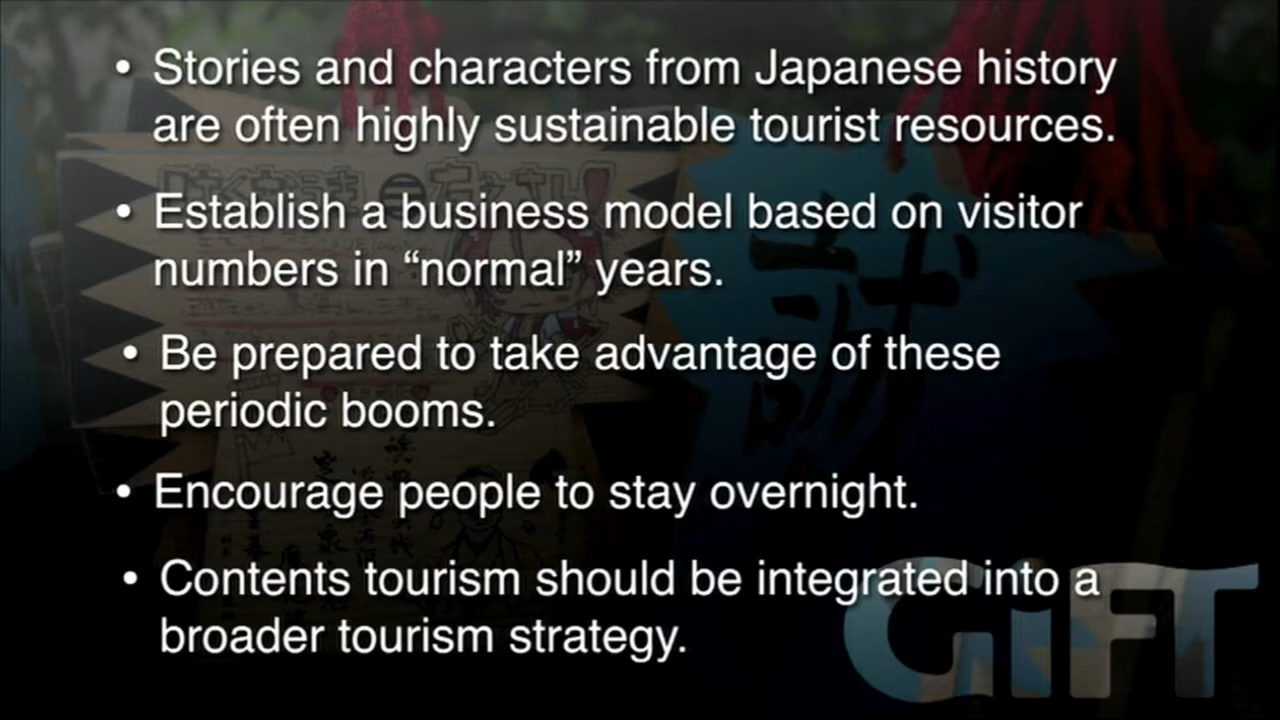 • Stories and characters from Japanese history
are often highly sustainable tourist resources.
• Establish a business model based on visitor
numbers in “normal” years.
• Be prepared to take advantage of these
periodic booms.
• Encourage people to stay overnight.
• Contents tourism should be integrated into a
broader tourism strategy.
GiFT
誠